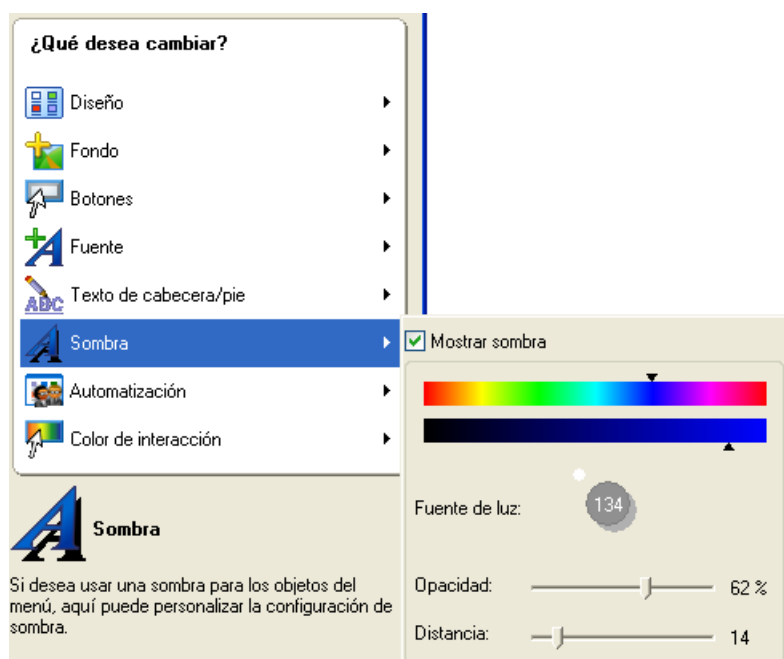 ¿Qué desea cambiar?
Diseño
Fondo
Botones
Fuente
ABC Texto de cabecera/pie
Sombra
Automatización
Color de interacción
Sombra
Si desea usar una sombra para los objetos del
menú, aquí puede personalizar la configuración de
sombra.
Mostrar sombra
Fuente de luz: 134
Opacidad: 62 %
Distancia: 14